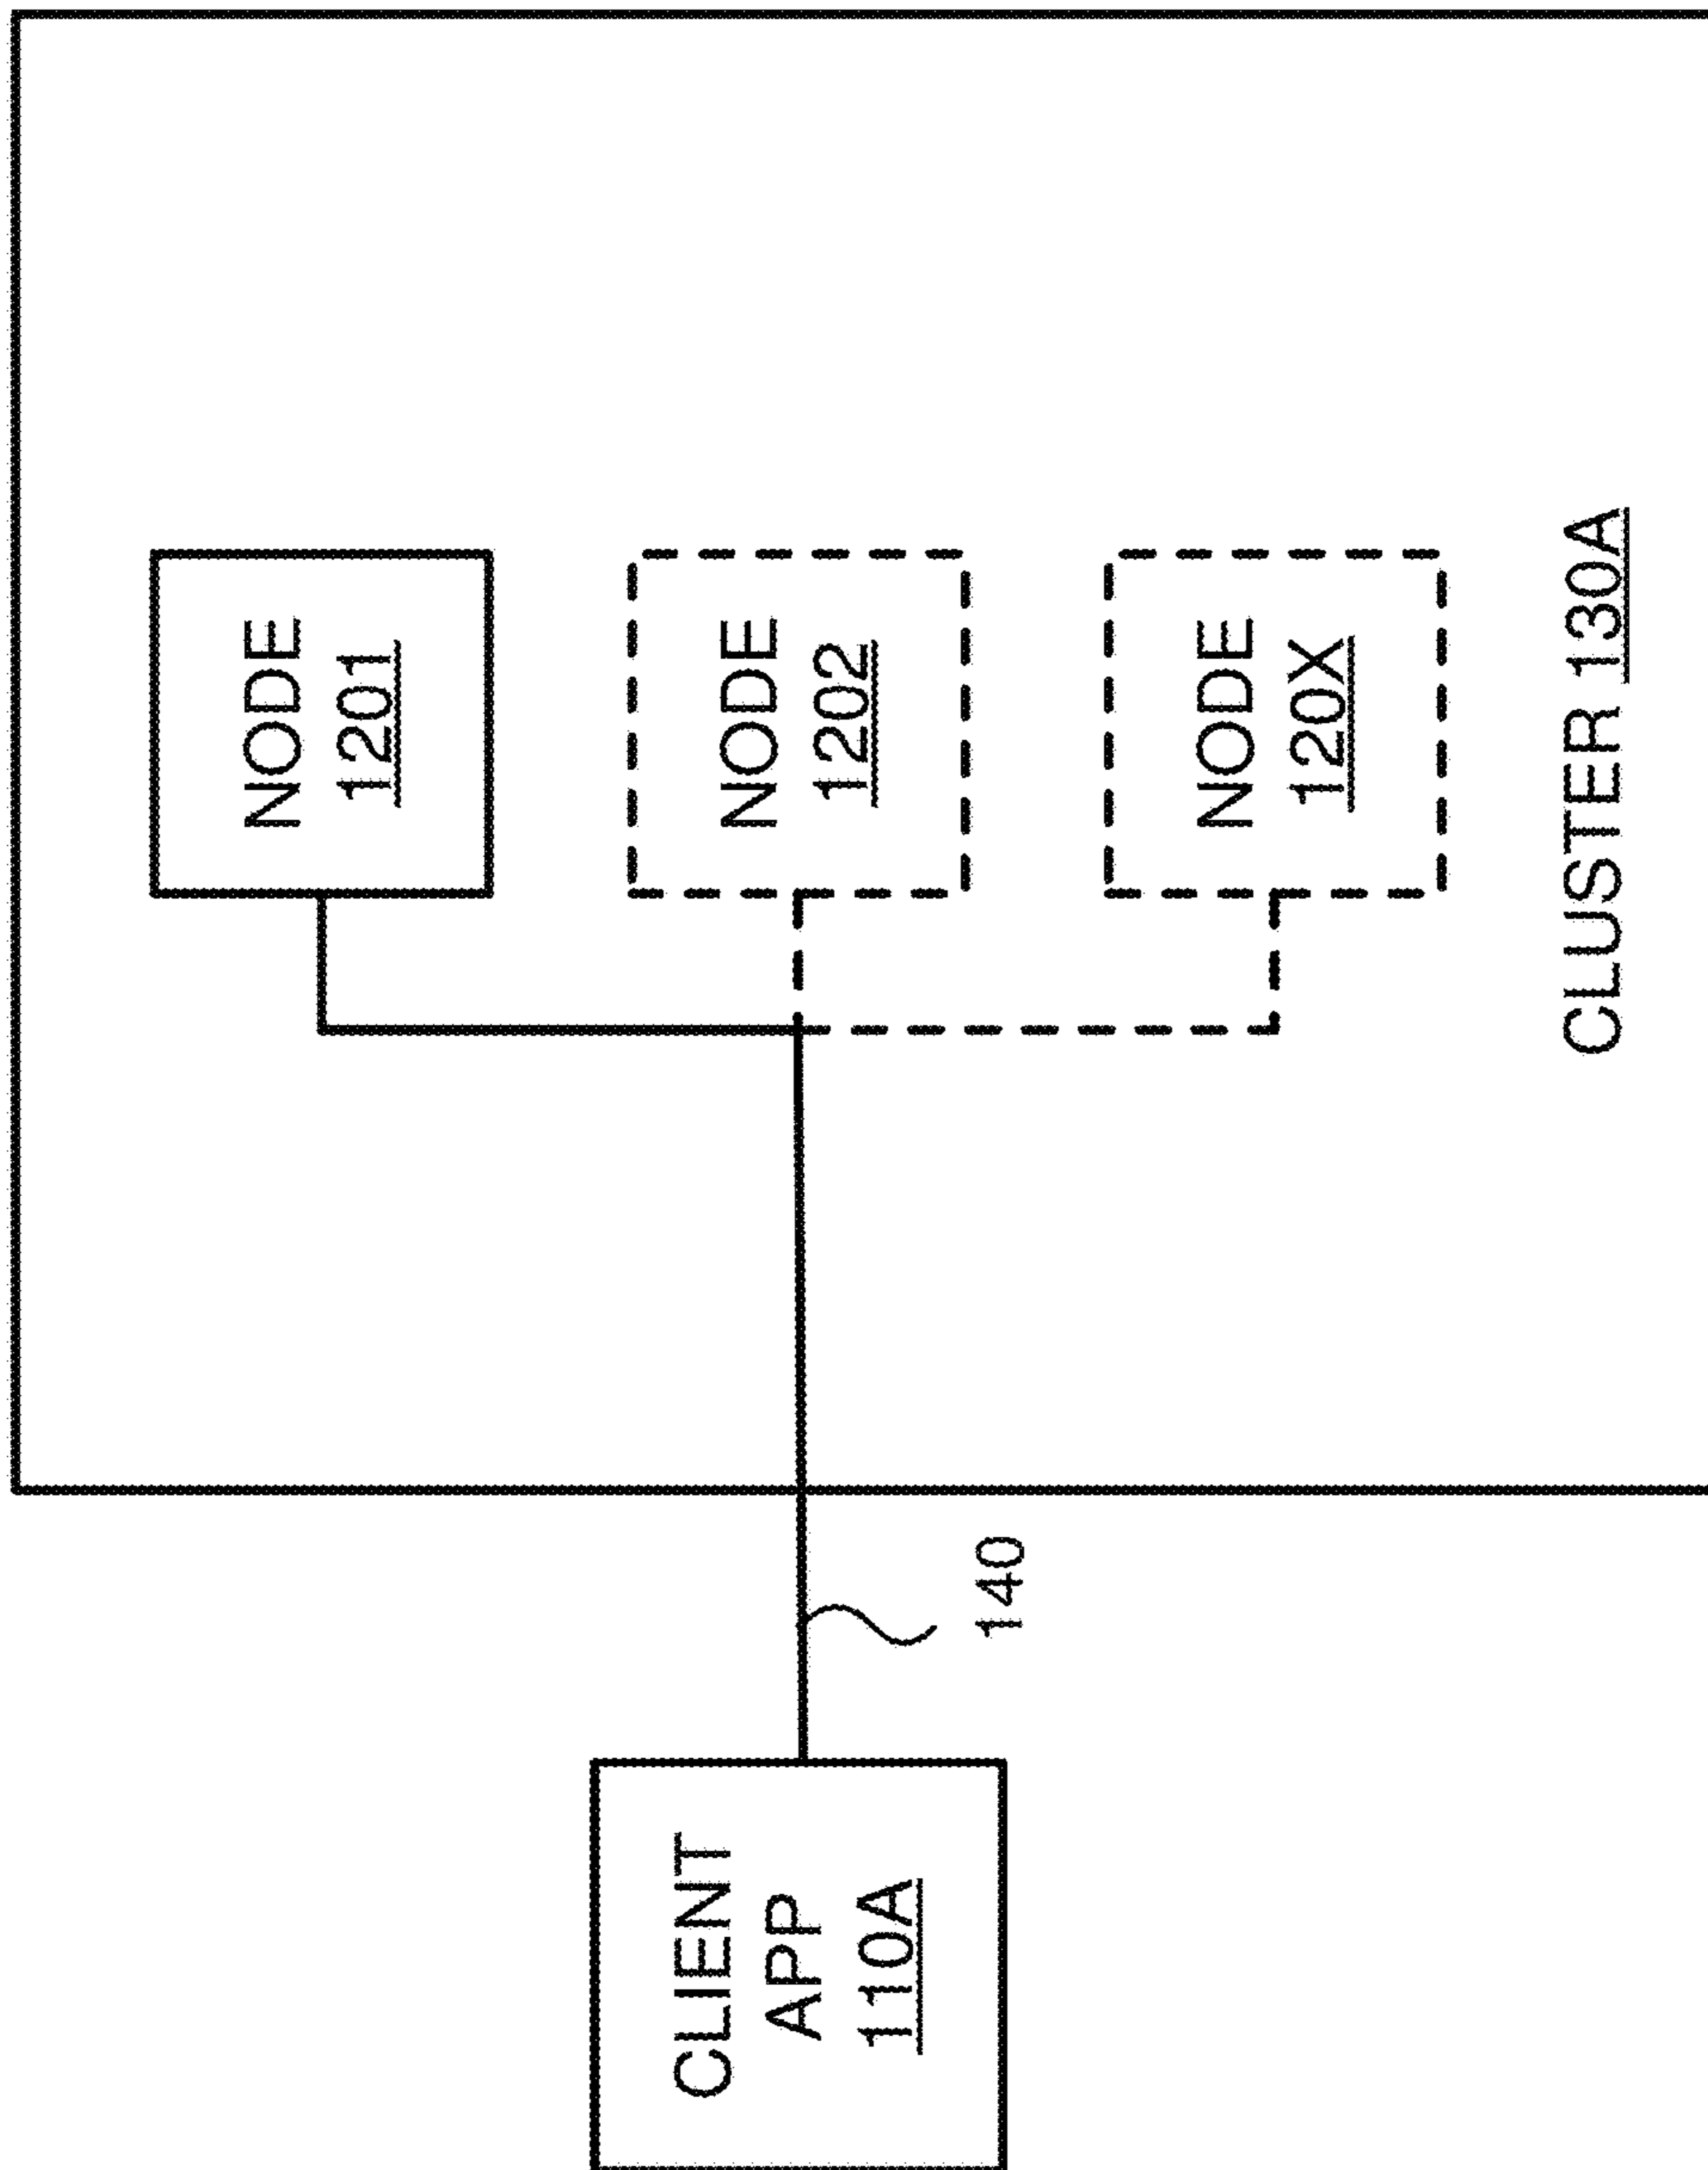 CLIENT
APP
110A
140
NODE
1201
NODE
1202
NODE
120X
CLUSTER 130A